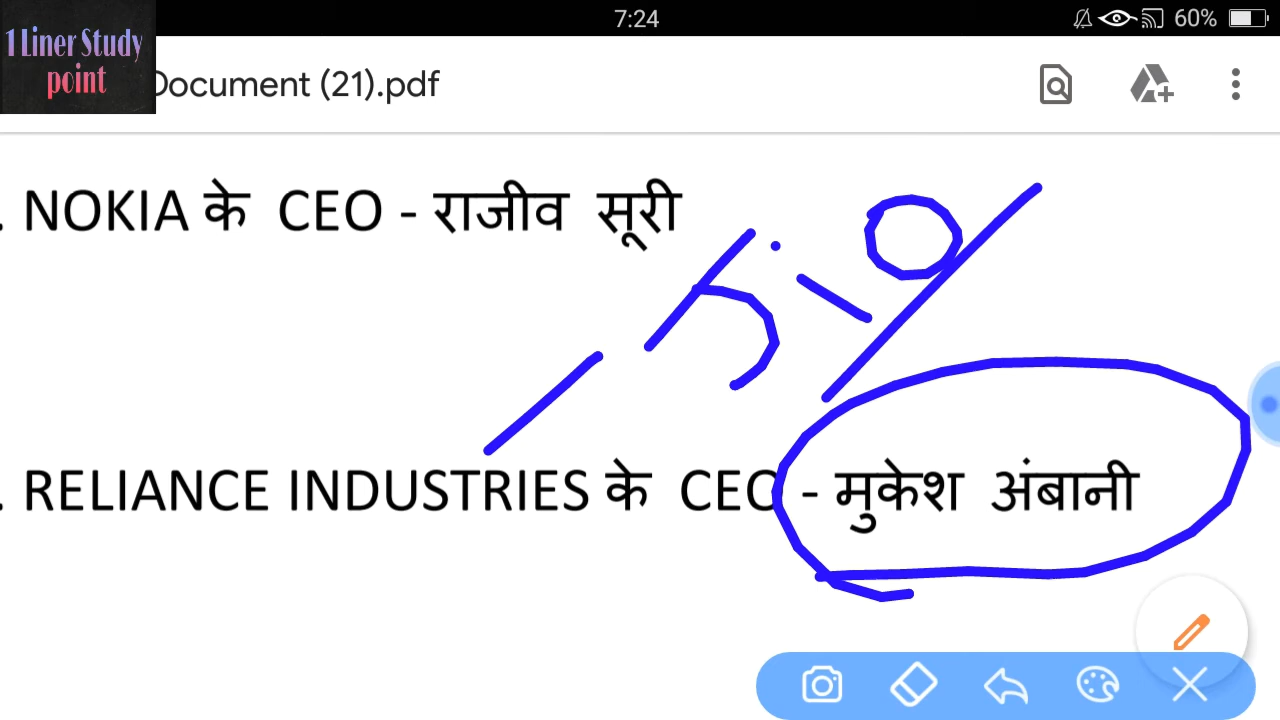 7:24
60%
1 Liner Study
point
Document (21).pdf
. NOKIA के CEO - राजीव सूरी
. RELIANCE INDUSTRIES के CEO - मुकेश अंबानी